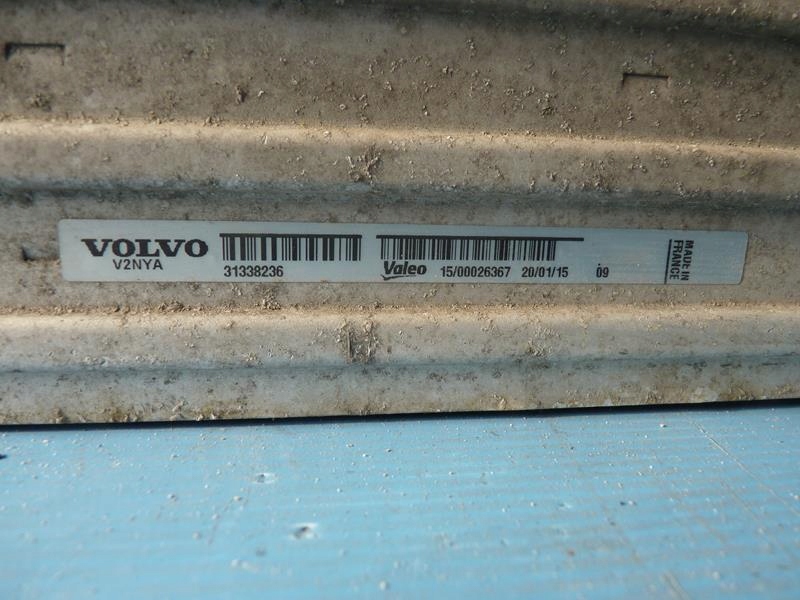 VOLVO
V2NYA
31338236
Valeo 15/00026367 20/01/15 09
MADE IN
FRANCE